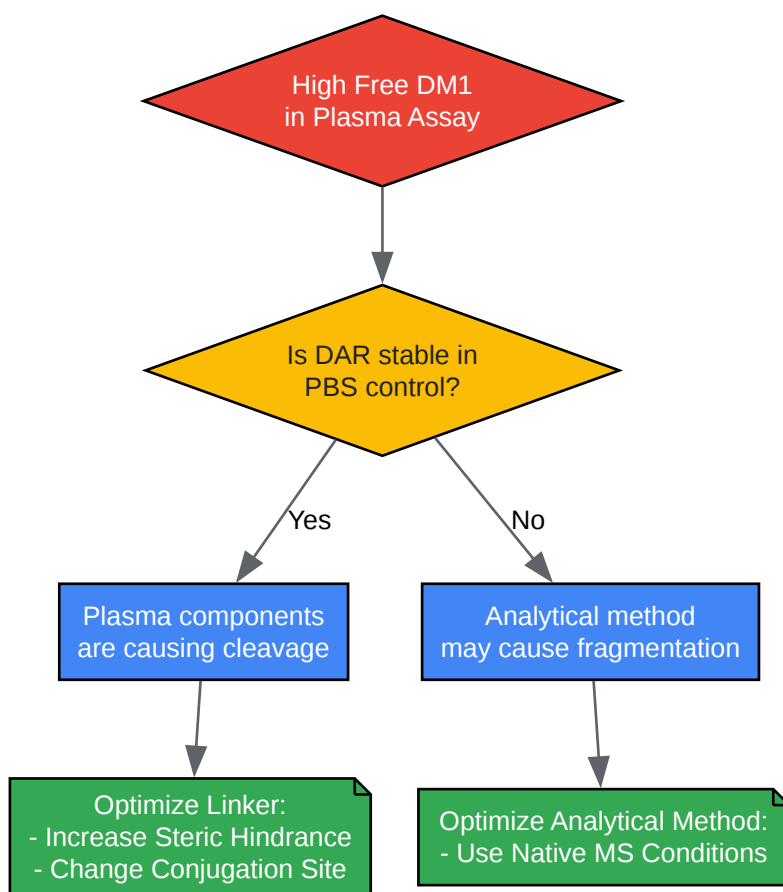 High Free DM1
in Plasma Assay
Is DAR stable in
PBS control?
Yes
No
Plasma components
are causing cleavage
Analytical method
may cause fragmentation
Optimize Linker:
- Increase Steric Hindrance
- Change Conjugation Site
Optimize Analytical Method:
- Use Native MS Conditions